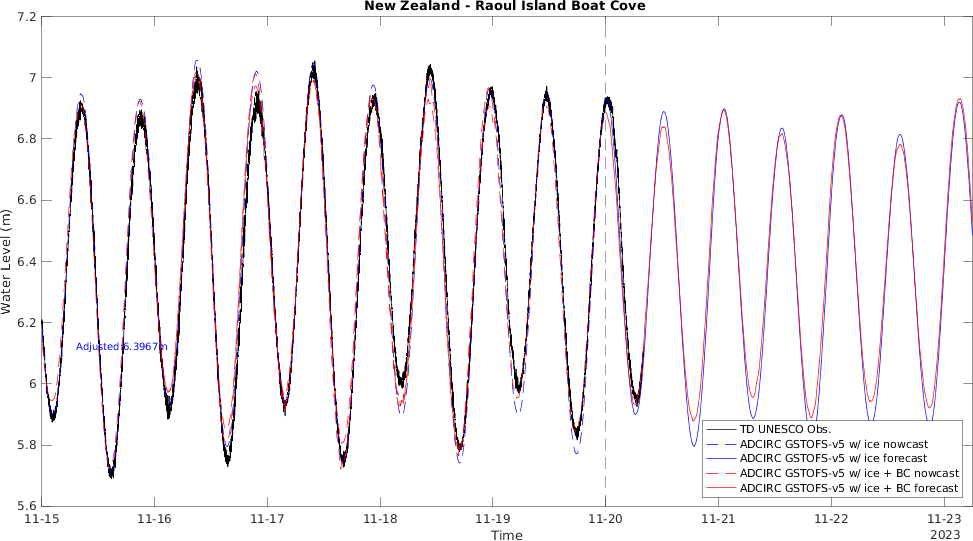 New Zealand - Raoul Island Boat Cove
7.2
7
6.8
6.6
6.4
6.2
6
5.8
5.6
Water Level (m)
Adjusted:6.3967m
TD UNESCO Obs.
ADCIRC GSTOFS-v5 w/ ice nowcast
ADCIRC GSTOFS-v5 w/ ice forecast
ADCIRC GSTOFS-v5 w/ ice + BC nowcast
ADCIRC GSTOFS-v5 w/ ice + BC forecast
11-15 11-16 11-17 11-18 11-19 11-20 11-21 11-22 11-23
Time
2023